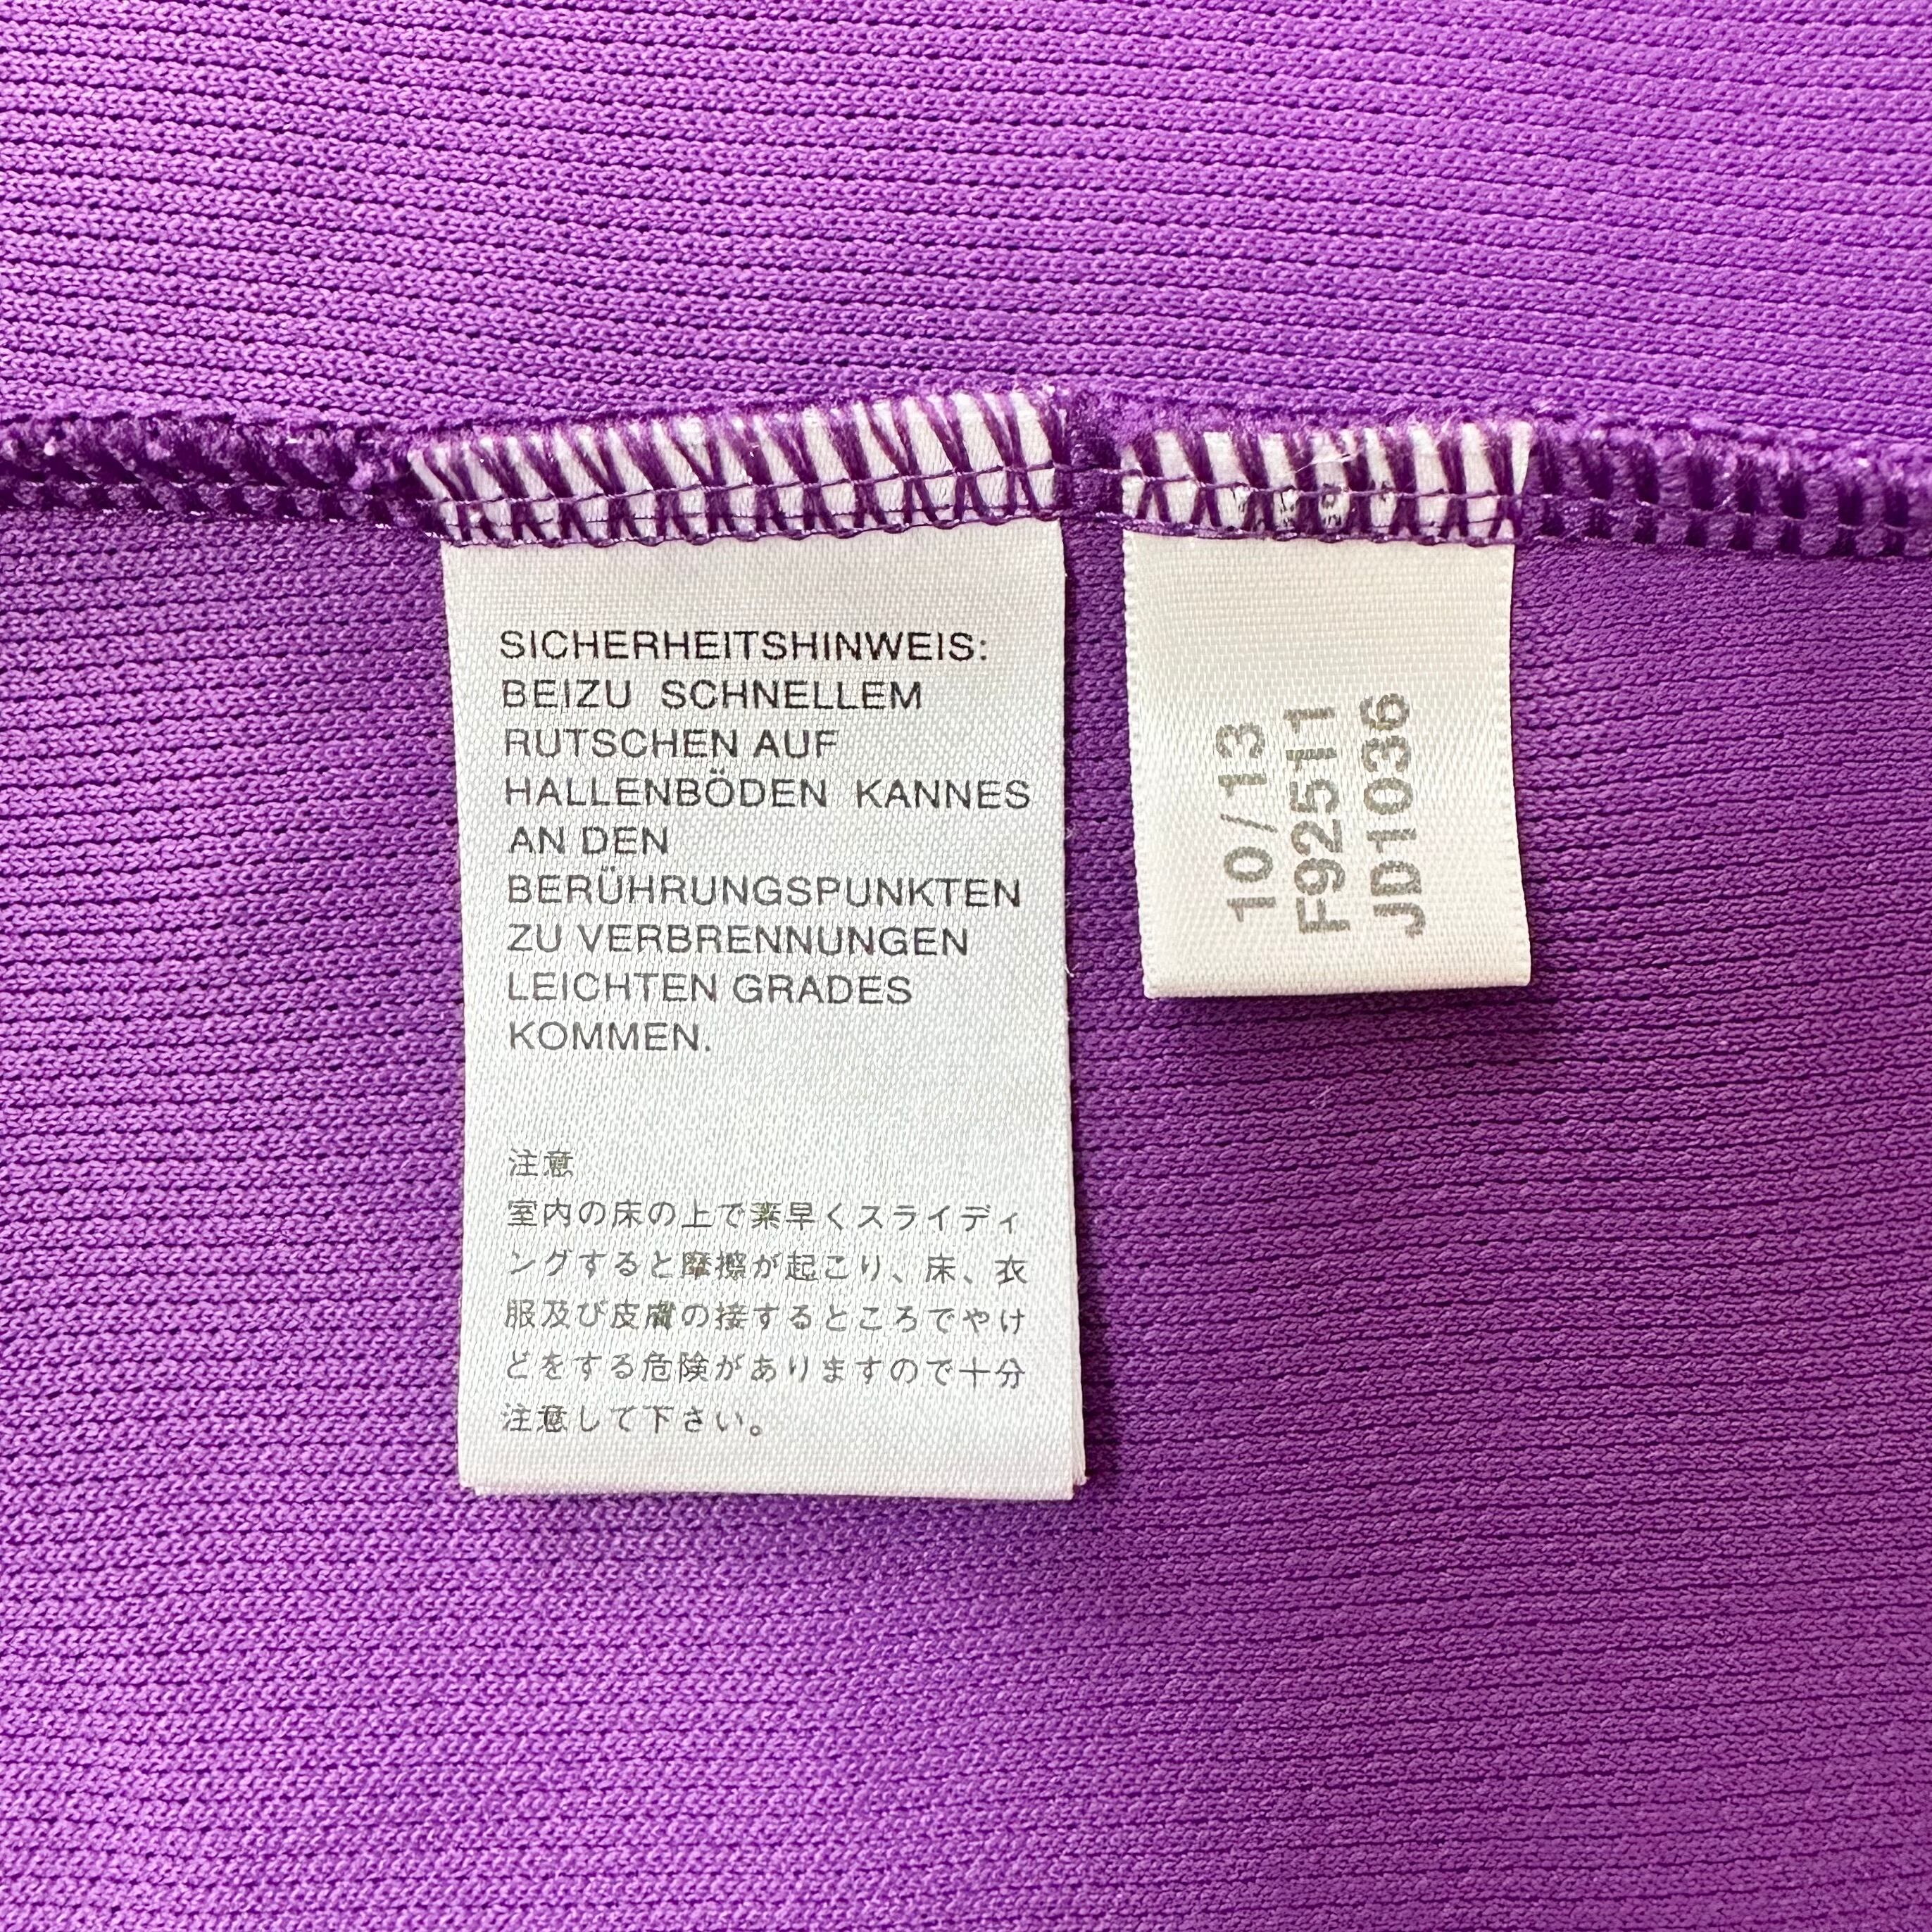 SICHERHEITSHINWEIS:
BEIZU SCHNELLEM
RUTSCHEN AUF
HALLENBÖDEN KANNES
AN DEN
BERÜHRUNGSPUNKTEN
ZU VERBRENNUNGEN
LEICHTEN GRADES
KOMMEN.
注意
室内の床の上で素早くスライディ
ングすると摩擦が起こり、床、衣
服及び皮膚の接するところでやけ
どをする危険がありますので十分
注意して下さい。
10/13
F92511
JD1036